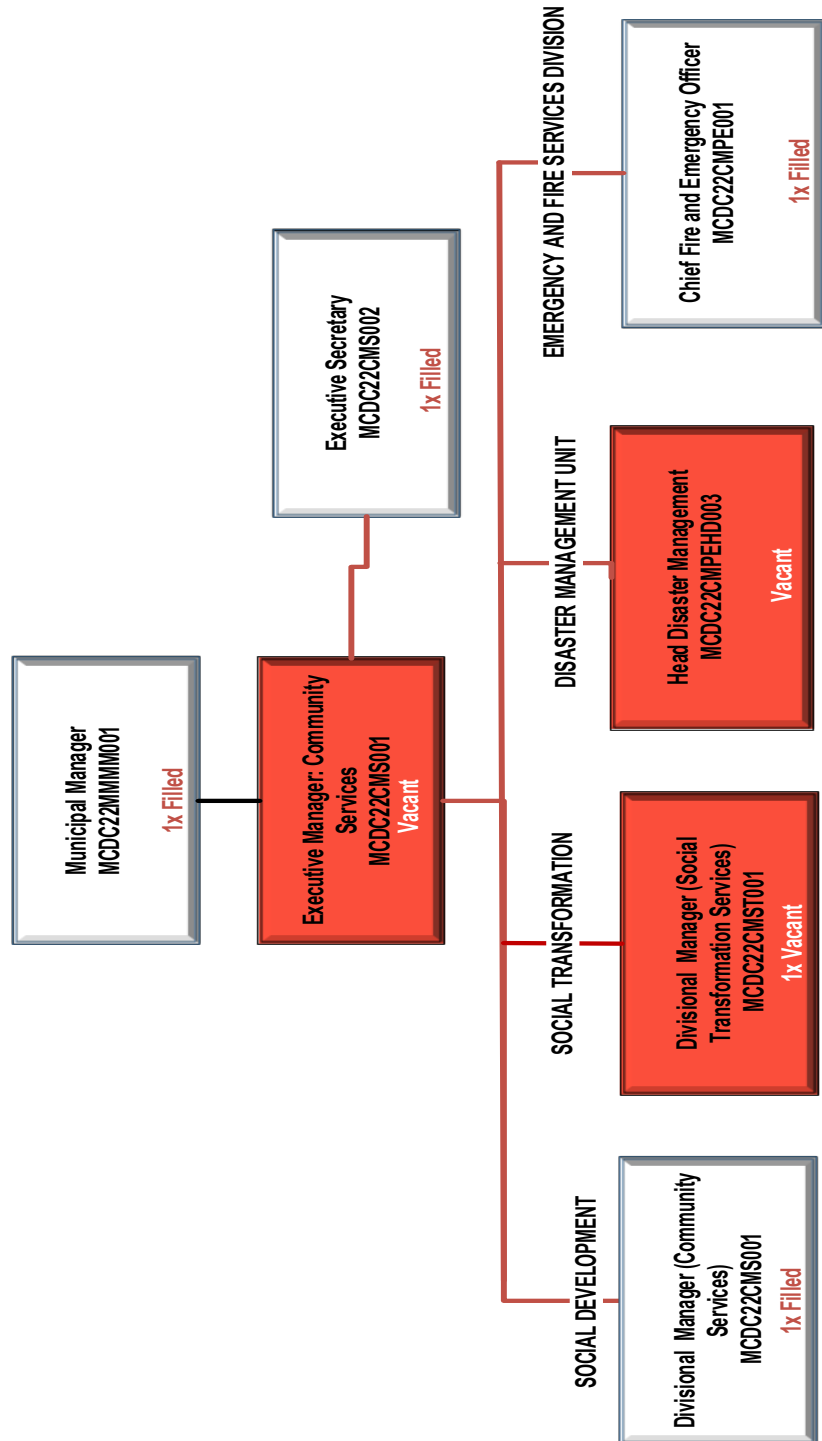 Municipal Manager
MCDC22MMMM001
1x Filled
Executive Manager: Community
Services
MCDC22CMS001
Vacant
Executive Secretary
MCDC22CMS002
1x Filled
SOCIAL DEVELOPMENT
Divisional  Manager (Community
Services)
MCDC22CMS001
1x Filled
SOCIAL TRANSFORMATION
Divisional  Manager (Social
Transformation Services)
MCDC22CMST001
1x Vacant
DISASTER MANAGEMENT UNIT
Head Disaster Management
MCDC22CMPEHD003
Vacant
EMERGENCY AND FIRE SERVICES DIVISION
Chief Fire and Emergency Officer
MCDC22CMPE001
1x Filled